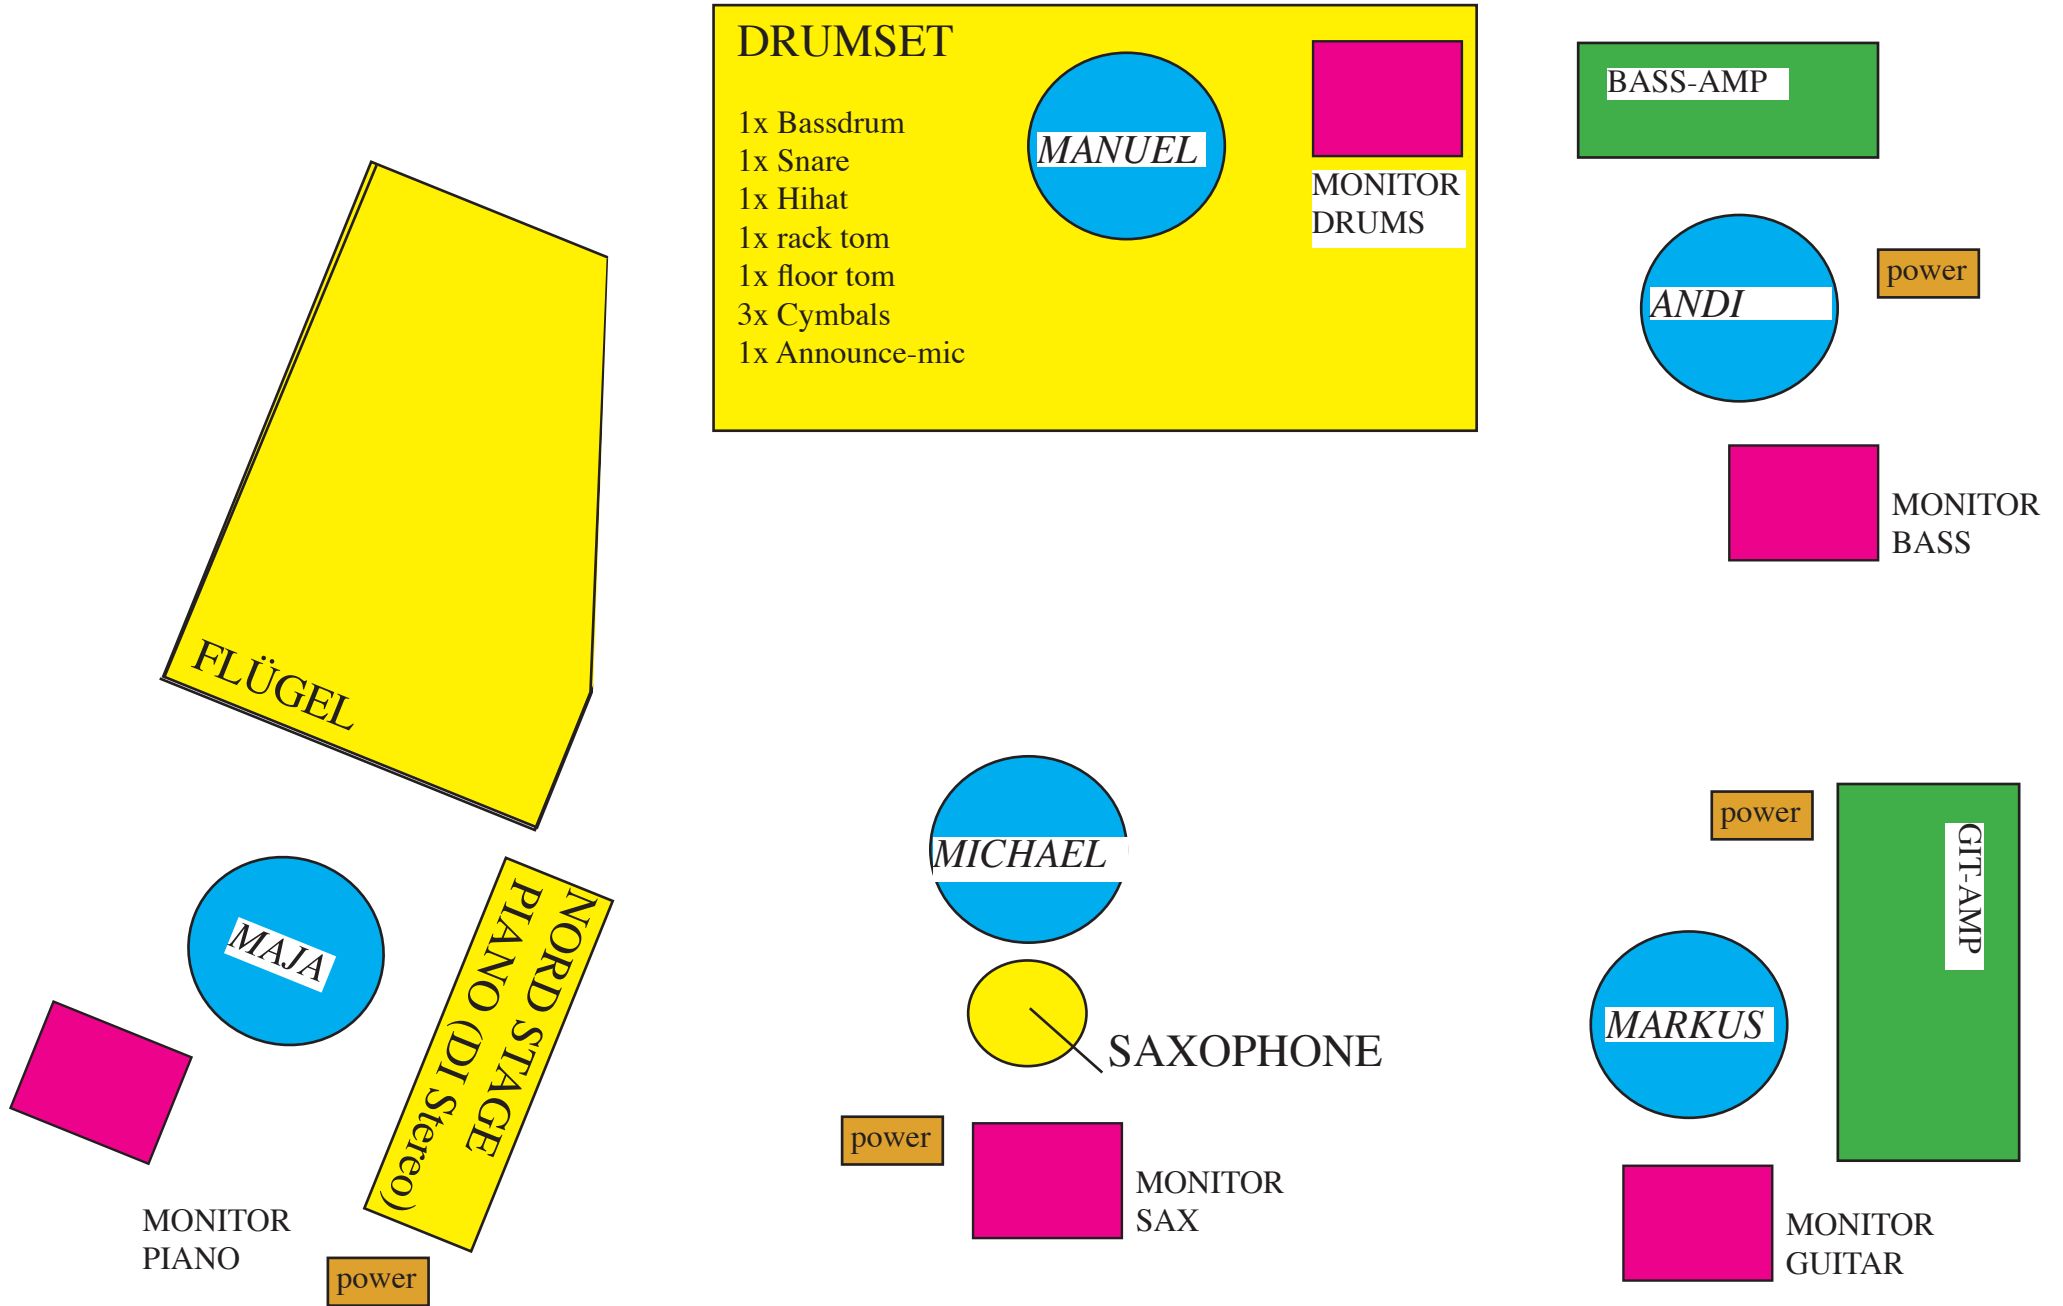 DRUMSET
1x Bassdrum
1x Snare
1x Hihat
1x rack tom
1x floor tom
3x Cymbals
1x Announce-mic
MANUEL
MONITOR
DRUMS
BASS-AMP
ANDI
power
MONITOR
BASS
FLÜGEL
MAJA
NORD STAGE
PIANO (DI Stereo)
MONITOR
PIANO
power
MICHAEL
SAXOPHONE
power
MONITOR
SAX
power
GIT-AMP
MARKUS
MONITOR
GUITAR